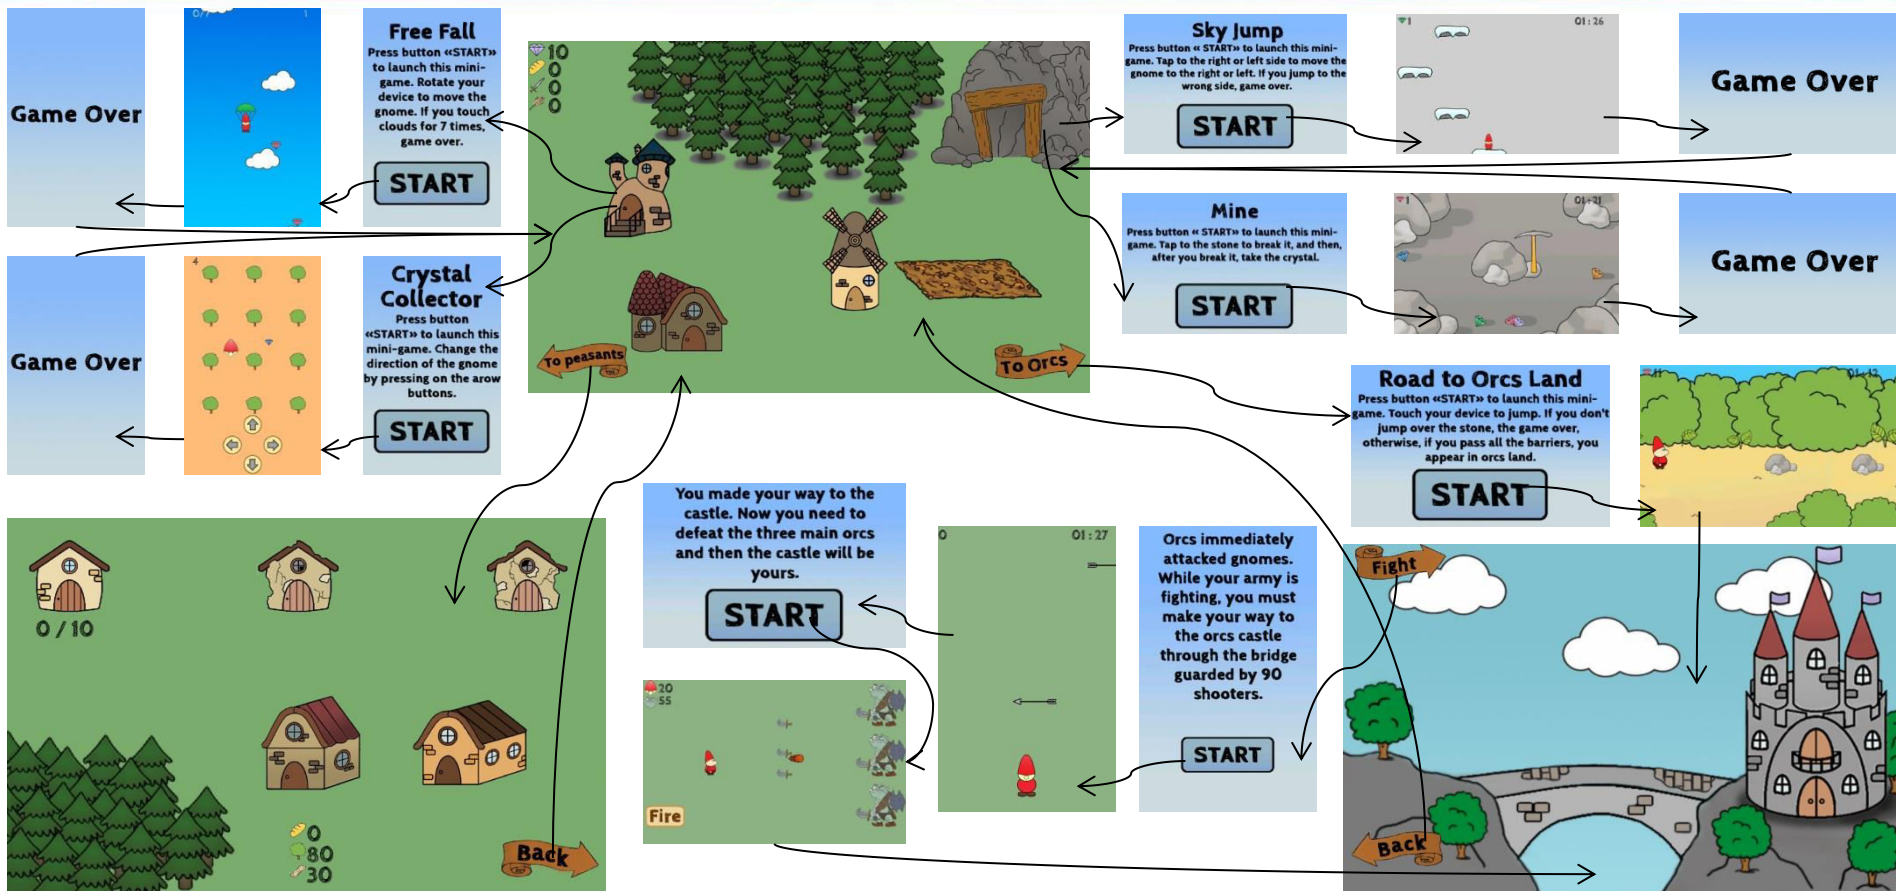 Game Over
0/7
1
Free Fall
Press button «START»
to launch this mini-
game. Rotate your
device to move the
gnome. If you touch
clouds for 7 times,
game over.
START
10
0
0
0
To peasants
To Orcs
Sky Jump
Press button « START» to launch this mini-
game. Tap to the right or left side to move the
gnome to the right or left. If you jump to the
wrong side, game over.
START
1
01:26
Game Over
Mine
Press button « START» to launch this mini-
game. Tap to the stone to break it, and then,
after you break it, take the crystal.
START
1
01:21
Game Over
Game Over
4
Crystal
Collector
Press button
«START» to launch this
mini-game. Change the
direction of the gnome
by pressing on the arow
buttons.
START
Road to Orcs Land
Press button «START» to launch this mini-
game. Touch your device to jump. If you don't
jump over the stone, the game over,
otherwise, if you pass all the barriers, you
appear in orcs land.
START
0 / 10
0
80
30
Back
You made your way to the
castle. Now you need to
defeat the three main orcs
and then the castle will be
yours.
START
20
55
Fire
0
01:27
Orcs immediately
attacked gnomes.
While your army is
fighting, you must
make your way to
the orcs castle
through the bridge
guarded by 90
shooters.
START
Fight
Back